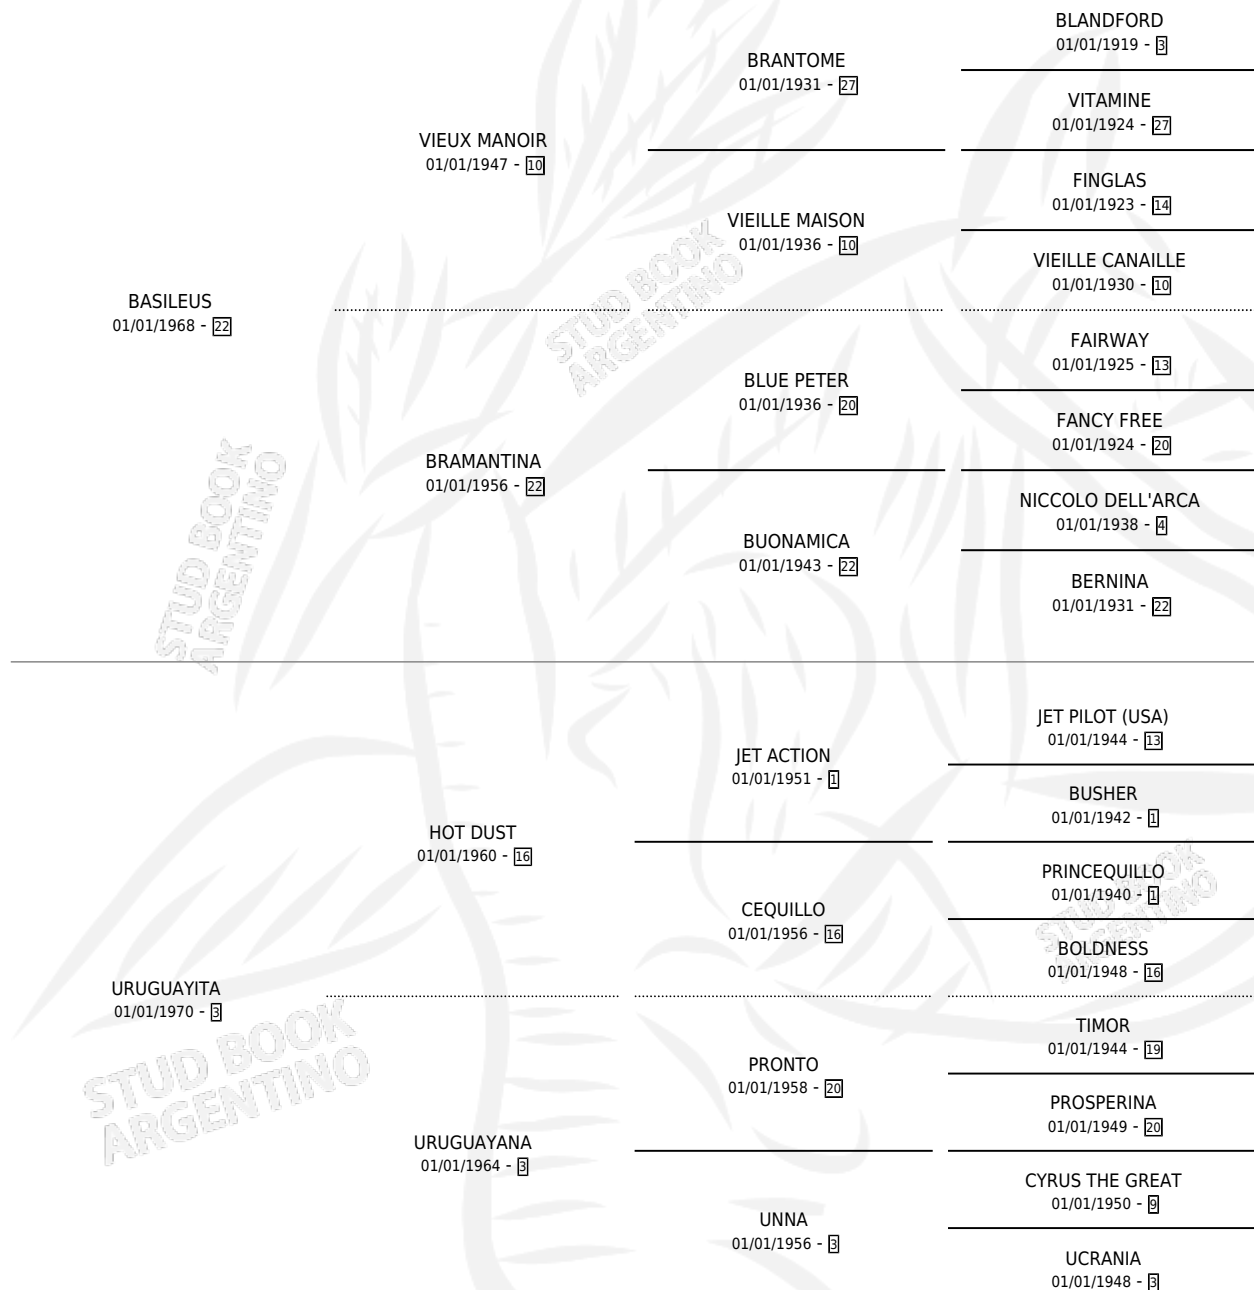 BLANDFORD
01/01/1919 - 3
BRANTOME
01/01/1931 - 27
VITAMINE
01/01/1924 - 27
VIEUX MANOIR
01/01/1947 - 10
FINGLAS
01/01/1923 - 14
VIEILLE MAISON
01/01/1936 - 10
VIEILLE CANAILLE
01/01/1930 - 10
BASILEUS
01/01/1968 - 22
FAIRWAY
01/01/1925 - 13
BLUE PETER
01/01/1936 - 20
FANCY FREE
01/01/1924 - 20
BRAMANTINA
01/01/1956 - 22
NICCOLO DELL'ARCA
01/01/1938 - 4
BUONAMICA
01/01/1943 - 22
BERNINA
01/01/1931 - 22
STUD BOOK
ARGENTINO
STUD BOOK
ARGENTINO
JET PILOT (USA)
01/01/1944 - 13
JET ACTION
01/01/1951 - 1
BUSHER
01/01/1942 - 1
HOT DUST
01/01/1960 - 16
PRINCEQUILLO
01/01/1940 - 1
CEQUILLO
01/01/1956 - 16
BOLDNESS
01/01/1948 - 16
URUGUAYITA
01/01/1970 - 3
TIMOR
01/01/1944 - 19
PRONTO
01/01/1958 - 20
PROSPERINA
01/01/1949 - 20
URUGUAYANA
01/01/1964 - 3
CYRUS THE GREAT
01/01/1950 - 9
UNNA
01/01/1956 - 3
UCRANIA
01/01/1948 - 3
STUD BOOK
ARGENTINO
STUD BOOK
ARGENTINO